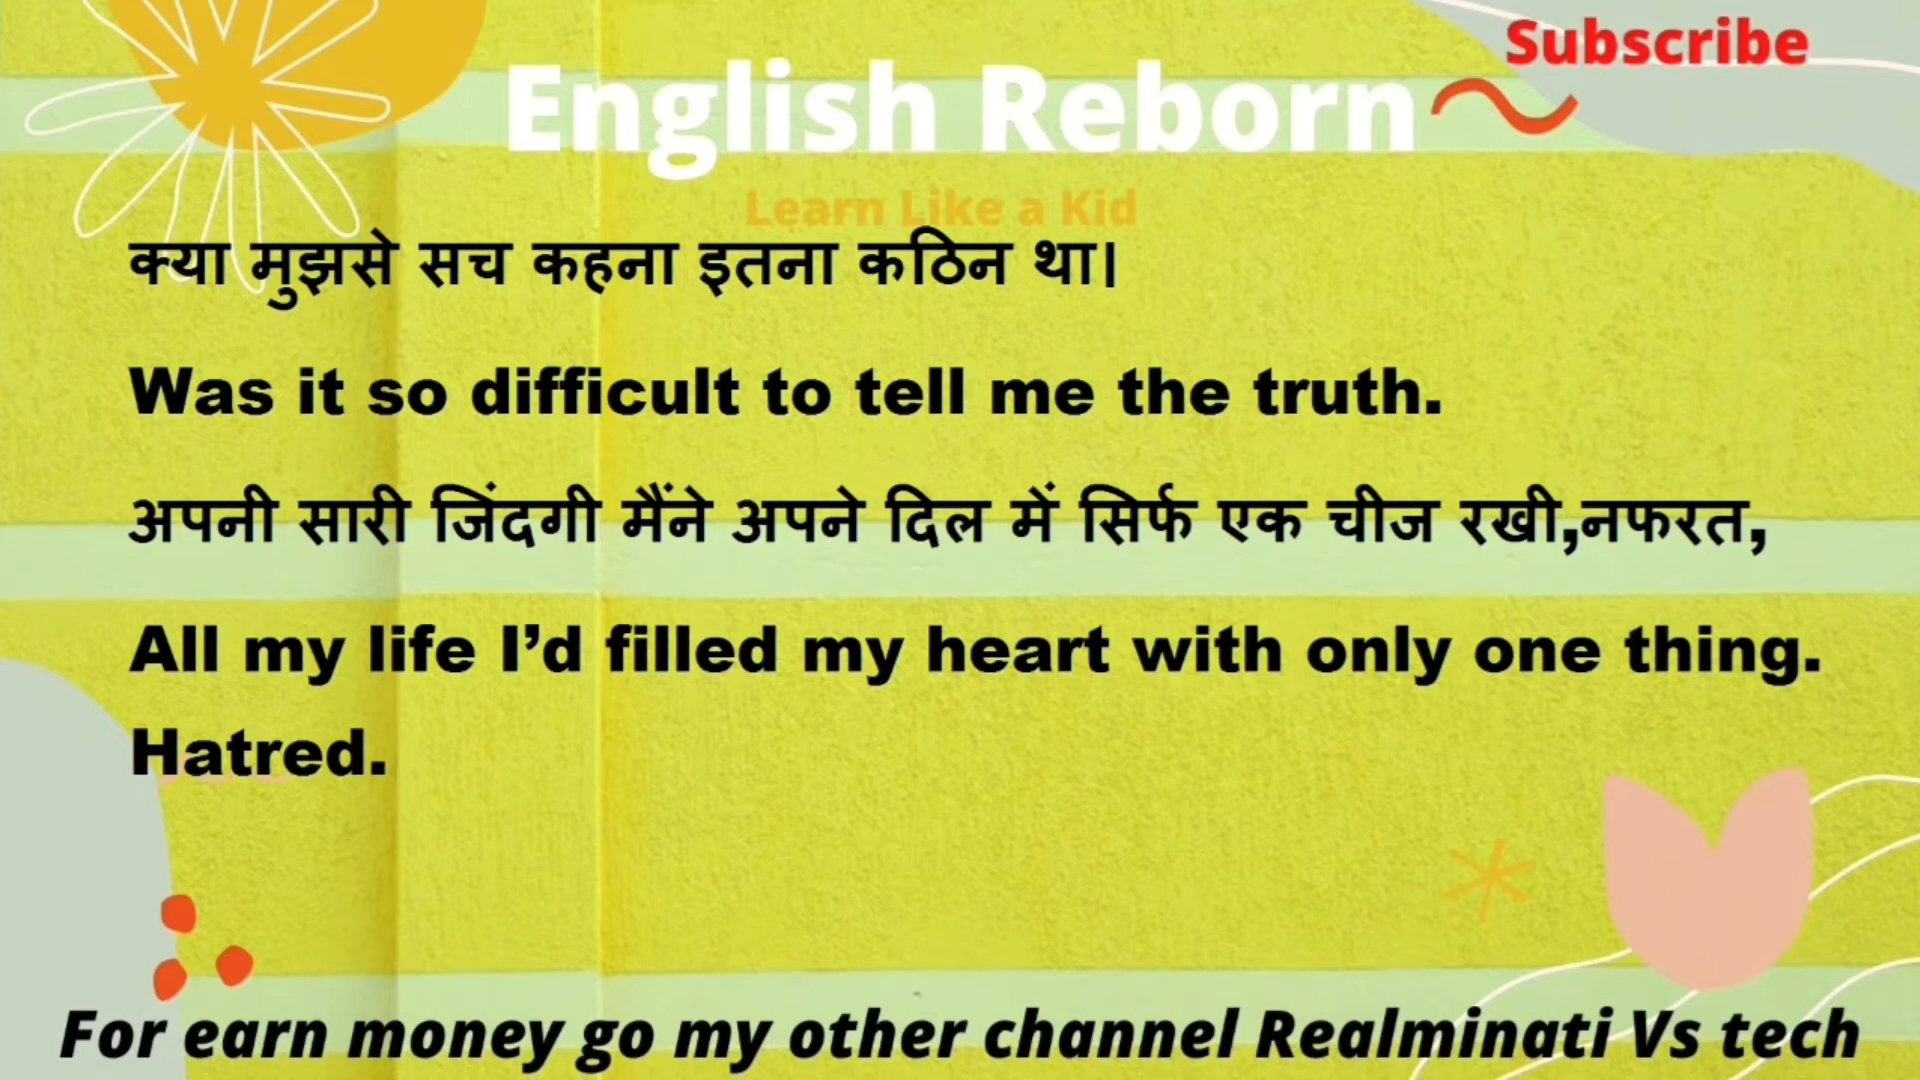 Subscribe
English Reborn
Learn Like a Kid
क्या मुझसे सच कहना इतना कठिन था।
Was it so difficult to tell me the truth.
अपनी सारी जिंदगी मैंने अपने दिल में सिर्फ एक चीज रखी,नफरत,
All my life I’d filled my heart with only one thing.
Hatred.
For earn money go my other channel Realminati Vs tech